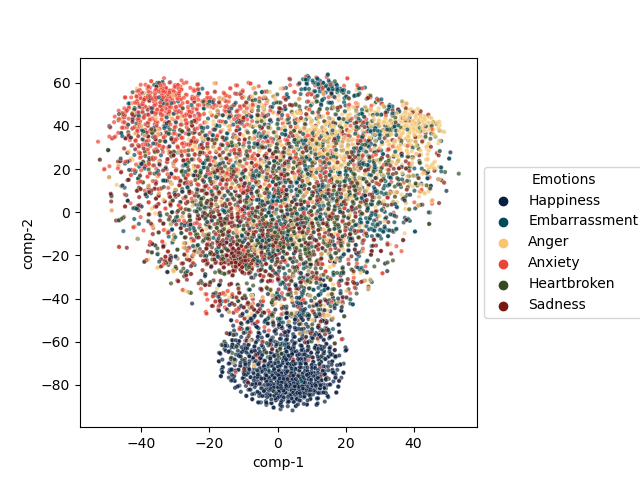 60
40
20
0
−20
−40
−60
−80
comp-2
−40
−20
0
20
40
comp-1
Emotions
Happiness
Embarrassment
Anger
Anxiety
Heartbroken
Sadness